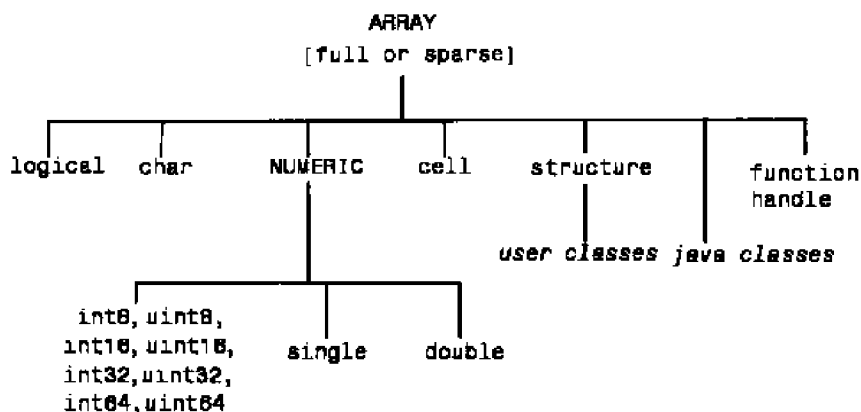 ARRAY
[full or sparse]
logical char NUMERIC cell structure function
handle
user classes java classes
int8, uint8,
int16, uint16,
int32, uint32,
int64, uint64
single double